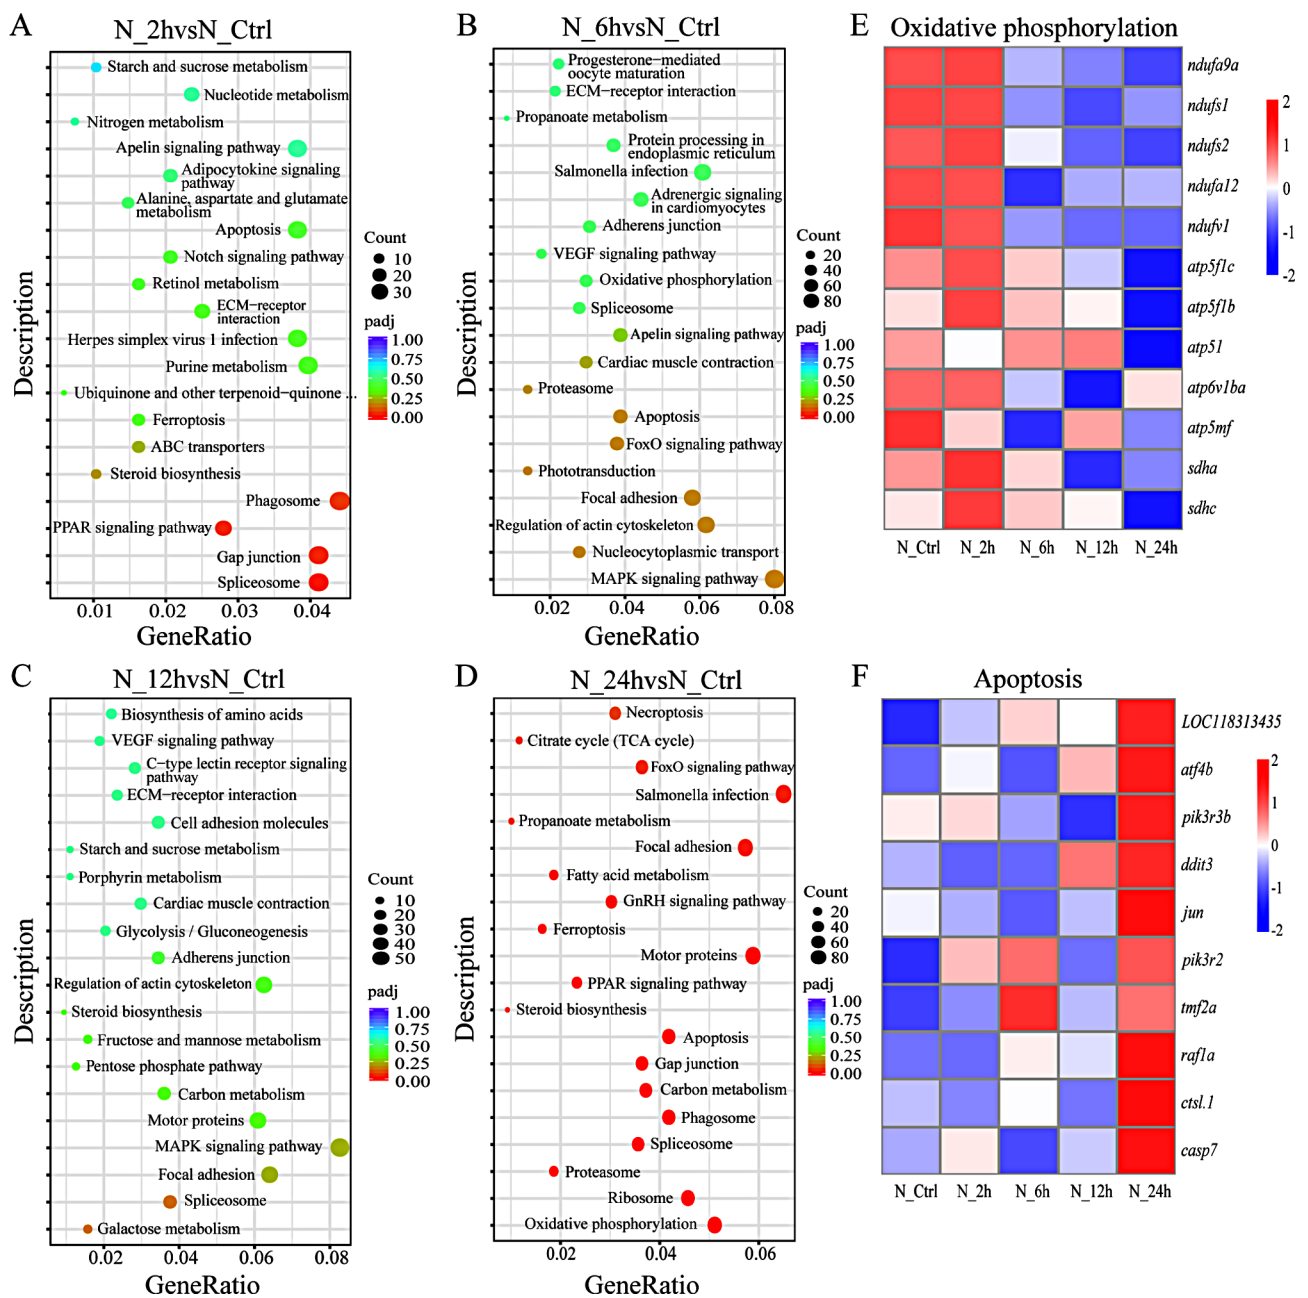 A
N_2hvsN_Ctrl
Description
Starch and sucrose metabolism
Nucleotide metabolism
Nitrogen metabolism
Apelin signaling pathway
Adipocytokine signaling
pathway
Alanine, aspartate and glutamate
metabolism
Apoptosis
Notch signaling pathway
Retinol metabolism
ECM−receptor
interaction
Herpes simplex virus 1 infection
Purine metabolism
Ubiquinone and other terpenoid−quinone ...
Ferroptosis
ABC transporters
Steroid biosynthesis
Phagosome
PPAR signaling pathway
Gap junction
Spliceosome
0.01 0.02 0.03 0.04
GeneRatio
Count
10
20
30
padj
1.00
0.75
0.50
0.25
0.00
B
N_6hvsN_Ctrl
Description
Progesterone−mediated
oocyte maturation
ECM−receptor interaction
Propanoate metabolism
Protein processing in
endoplasmic reticulum
Salmonella infection
Adrenergic signaling
in cardiomyocytes
Adherens junction
VEGF signaling pathway
Oxidative phosphorylation
Spliceosome
Apelin signaling pathway
Cardiac muscle contraction
Proteasome
Apoptosis
FoxO signaling pathway
Phototransduction
Focal adhesion
Regulation of actin cytoskeleton
Nucleocytoplasmic transport
MAPK signaling pathway
0.02 0.04 0.06 0.08
GeneRatio
Count
20
40
60
80
padj
1.00
0.75
0.50
0.25
0.00
E
Oxidative phosphorylation
ndufa9a
ndufs1
ndufs2
ndufa12
ndufv1
atp5f1c
atp5f1b
atp51
atp6v1ba
atp5mf
sdha
sdhc
N_Ctrl N_2h N_6h N_12h N_24h
2
1
0
-1
-2
C
N_12hvsN_Ctrl
Description
Biosynthesis of amino acids
VEGF signaling pathway
C−type lectin receptor signaling
pathway
ECM−receptor interaction
Cell adhesion molecules
Starch and sucrose metabolism
Porphyrin metabolism
Cardiac muscle contraction
Glycolysis / Gluconeogenesis
Adherens junction
Regulation of actin cytoskeleton
Steroid biosynthesis
Fructose and mannose metabolism
Pentose phosphate pathway
Carbon metabolism
Motor proteins
MAPK signaling pathway
Focal adhesion
Spliceosome
Galactose metabolism
0.02 0.04 0.06 0.08
GeneRatio
Count
10
20
30
40
50
padj
1.00
0.75
0.50
0.25
0.00
D
N_24hvsN_Ctrl
Description
Necroptosis
Citrate cycle (TCA cycle)
FoxO signaling pathway
Salmonella infection
Propanoate metabolism
Focal adhesion
Fatty acid metabolism
GnRH signaling pathway
Ferroptosis
Motor proteins
PPAR signaling pathway
Steroid biosynthesis
Apoptosis
Gap junction
Carbon metabolism
Phagosome
Spliceosome
Proteasome
Ribosome
Oxidative phosphorylation
0.02 0.04 0.06
GeneRatio
Count
20
40
60
80
padj
1.00
0.75
0.50
0.25
0.00
F
Apoptosis
LOC118313435
atf4b
pik3r3b
ddit3
jun
pik3r2
tmf2a
raf1a
ctsl.1
casp7
N_Ctrl N_2h N_6h N_12h N_24h
2
1
0
-1
-2